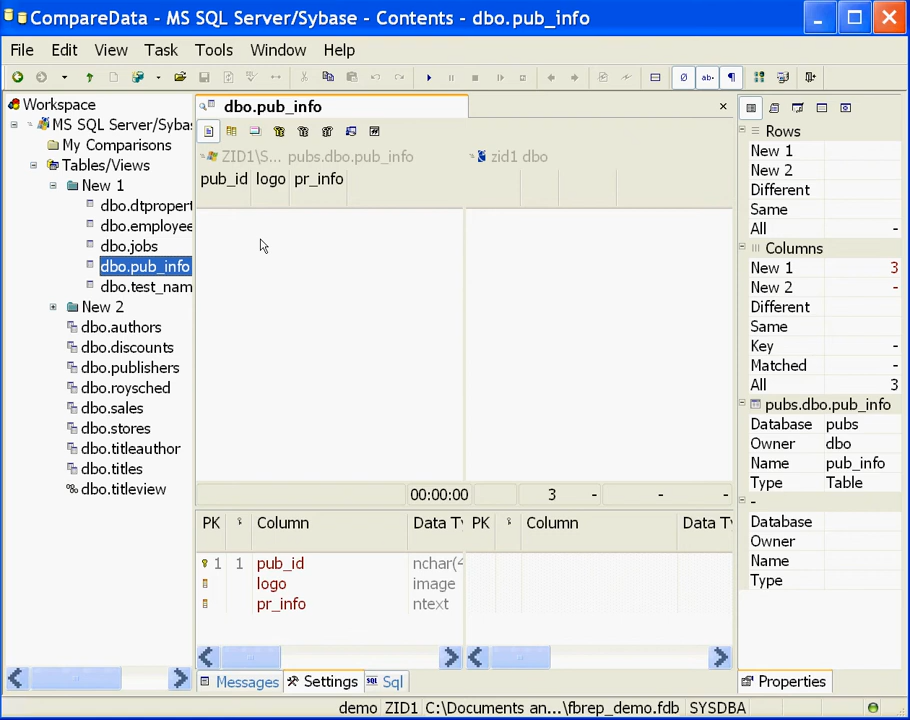 CompareData - MS SQL Server/Sybase - Contents - dbo.pub_info
File Edit View Task Tools Window Help
Workspace
MS SQL Server/Syba
My Comparisons
Tables/Views
New 1
dbo.dtpropert
dbo.employee
dbo.jobs
dbo.pub_info
dbo.test_nam
New 2
dbo.authors
dbo.discounts
dbo.publishers
dbo.roysched
dbo.sales
dbo.stores
dbo.titleauthor
dbo.titles
dbo.titleview
dbo.pub_info
ZID1\S... pubs.dbo.pub_info
zid1 dbo
pub_id logo pr_info
00:00:00 3 - - -
PK Column Data Ty PK Column Data Ty
1 1 pub_id nchar(4
logo image
pr_info ntext
Messages Settings SQL Sql
Rows
New 1
New 2
Different
Same
All -
Columns
New 1 3
New 2 -
Different
Same
Key -
Matched -
All 3
pubs.dbo.pub_info
Database pubs
Owner dbo
Name pub_info
Type Table
-
Database
Owner
Name
Type
Properties
demo ZID1 C:\Documents an...\fbrep_demo.fdb SYSDBA